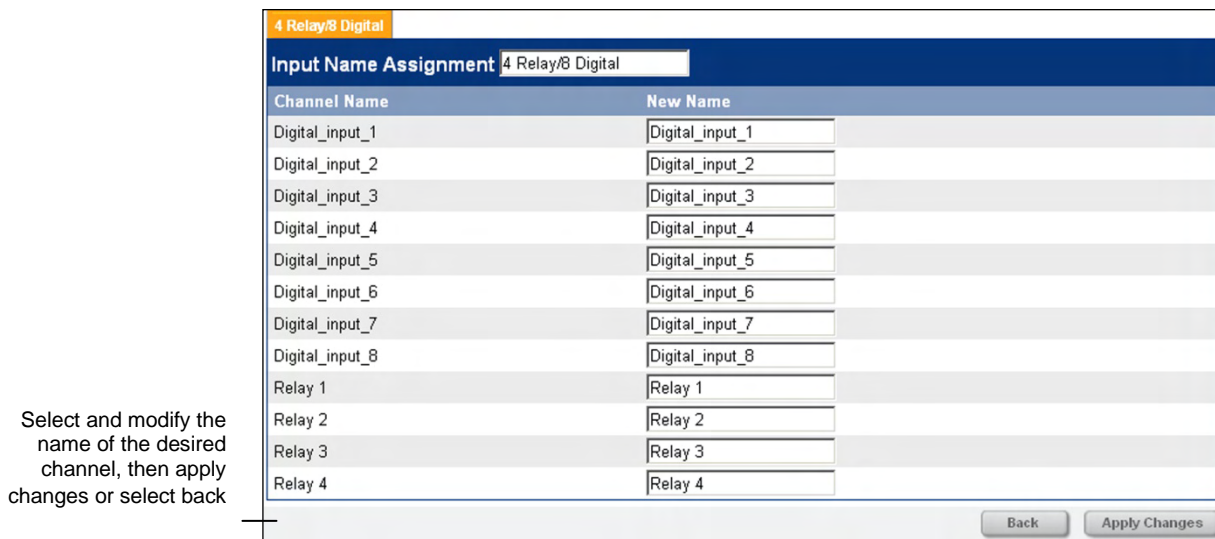 4 Relay/8 Digital
Input Name Assignment 4 Relay/8 Digital
Channel Name New Name
Digital_input_1 Digital_input_1
Digital_input_2 Digital_input_2
Digital_input_3 Digital_input_3
Digital_input_4 Digital_input_4
Digital_input_5 Digital_input_5
Digital_input_6 Digital_input_6
Digital_input_7 Digital_input_7
Digital_input_8 Digital_input_8
Relay 1 Relay 1
Relay 2 Relay 2
Relay 3 Relay 3
Relay 4 Relay 4
Select and modify the
name of the desired
channel, then apply
changes or select back
Back Apply Changes